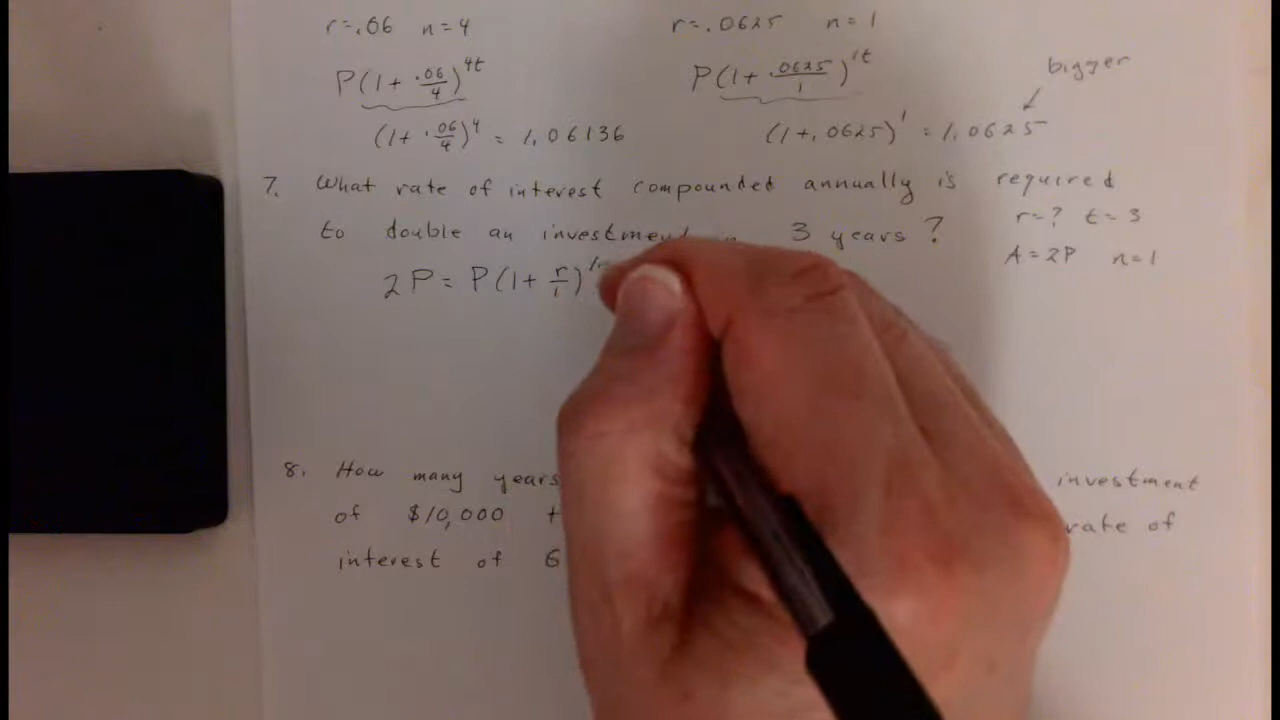 r=.06 n=4
r=.0625 n=1
P(1+.06/4)^4t
P(1+.0625/1)^1t
bigger
(1+.06/4)^4 = 1.06136
(1+.0625)^1 = 1.0625
7. What rate of interest compounded annually is required
to double an investment in 3 years?
r=? t=3
A=2P n=1
2P = P(1+r/1)
8. How many years
investment
of $10,000
rate of
interest of 6